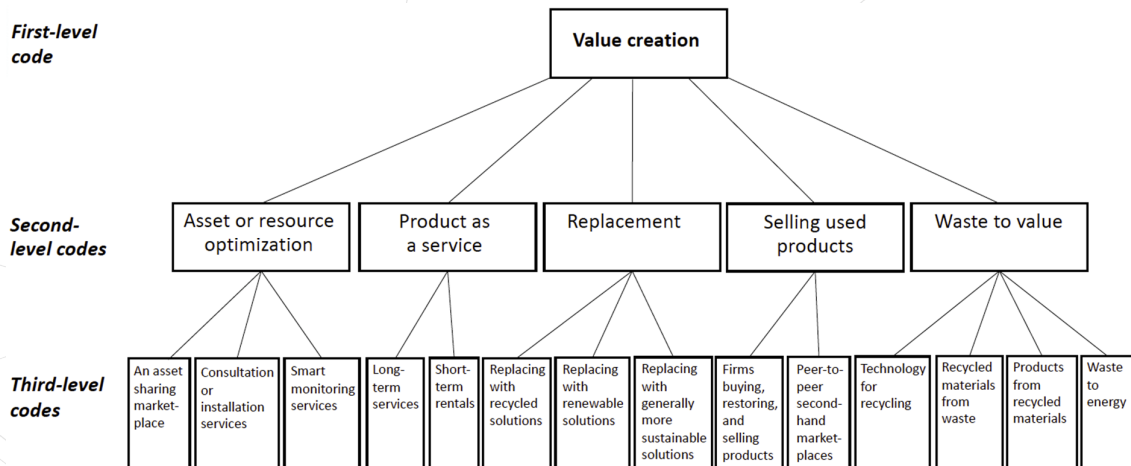 First-level
code
Value creation
Second-
level codes
Asset or resource
optimization
Product as
a service
Replacement
Selling used
products
Waste to value
Third-level
codes
An asset
sharing
market-
place
Consultation
or
installation
services
Smart
monitoring
services
Long-
term
services
Short-
term
rentals
Replacing
with
recycled
solutions
Replacing
with
renewable
solutions
Replacing
with
generally
more
sustainable
solutions
Firms
buying,
restoring,
and
selling
products
Peer-to-
peer
second-
hand
market-
places
Technology
for
recycling
Recycled
materials
from
waste
Products
from
recycled
materials
Waste
to
energy